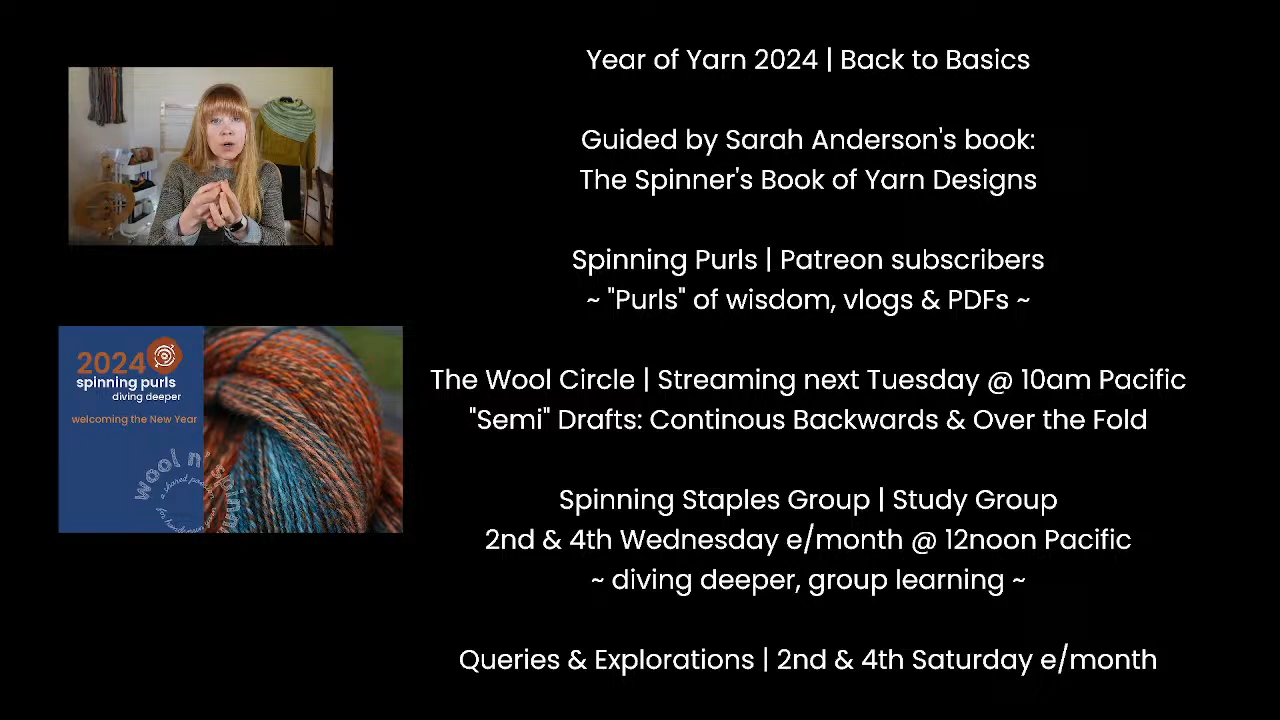 Year of Yarn 2024 | Back to Basics
Guided by Sarah Anderson's book:
The Spinner's Book of Yarn Designs
Spinning Purls | Patreon subscribers
~ "Purls" of wisdom, vlogs & PDFs ~
The Wool Circle | Streaming next Tuesday @ 10am Pacific
"Semi" Drafts: Continous Backwards & Over the Fold
Spinning Staples Group | Study Group
2nd & 4th Wednesday e/month @ 12noon Pacific
~ diving deeper, group learning ~
Queries & Explorations | 2nd & 4th Saturday e/month
2024
spinning purls
diving deeper
welcoming the New Year
wool n' spinning
a shared